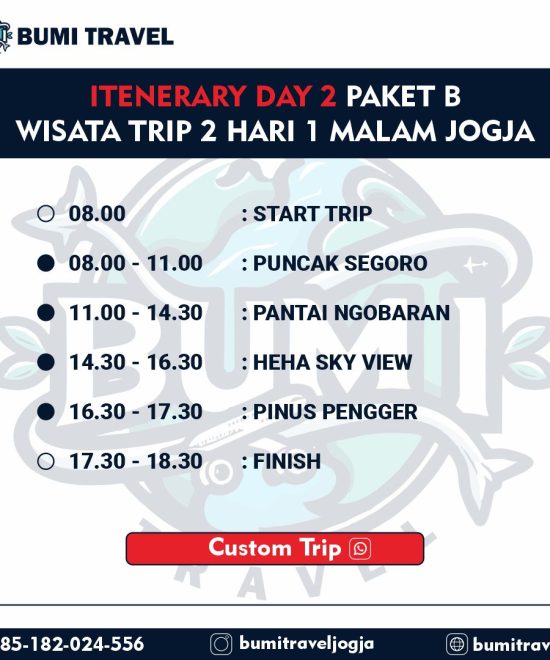 BUMI TRAVEL
ITENERARY DAY 2 PAKET B
WISATA TRIP 2 HARI 1 MALAM JOGJA
08.00 : START TRIP
08.00 - 11.00 : PUNCAK SEGORO
11.00 - 14.30 : PANTAI NGOBARAN
14.30 - 16.30 : HEHA SKY VIEW
16.30 - 17.30 : PINUS PENGGER
17.30 - 18.30 : FINISH
BUMI
Custom Trip
TRAVEL
85-182-024-556 bumitraveljogja bumitrav